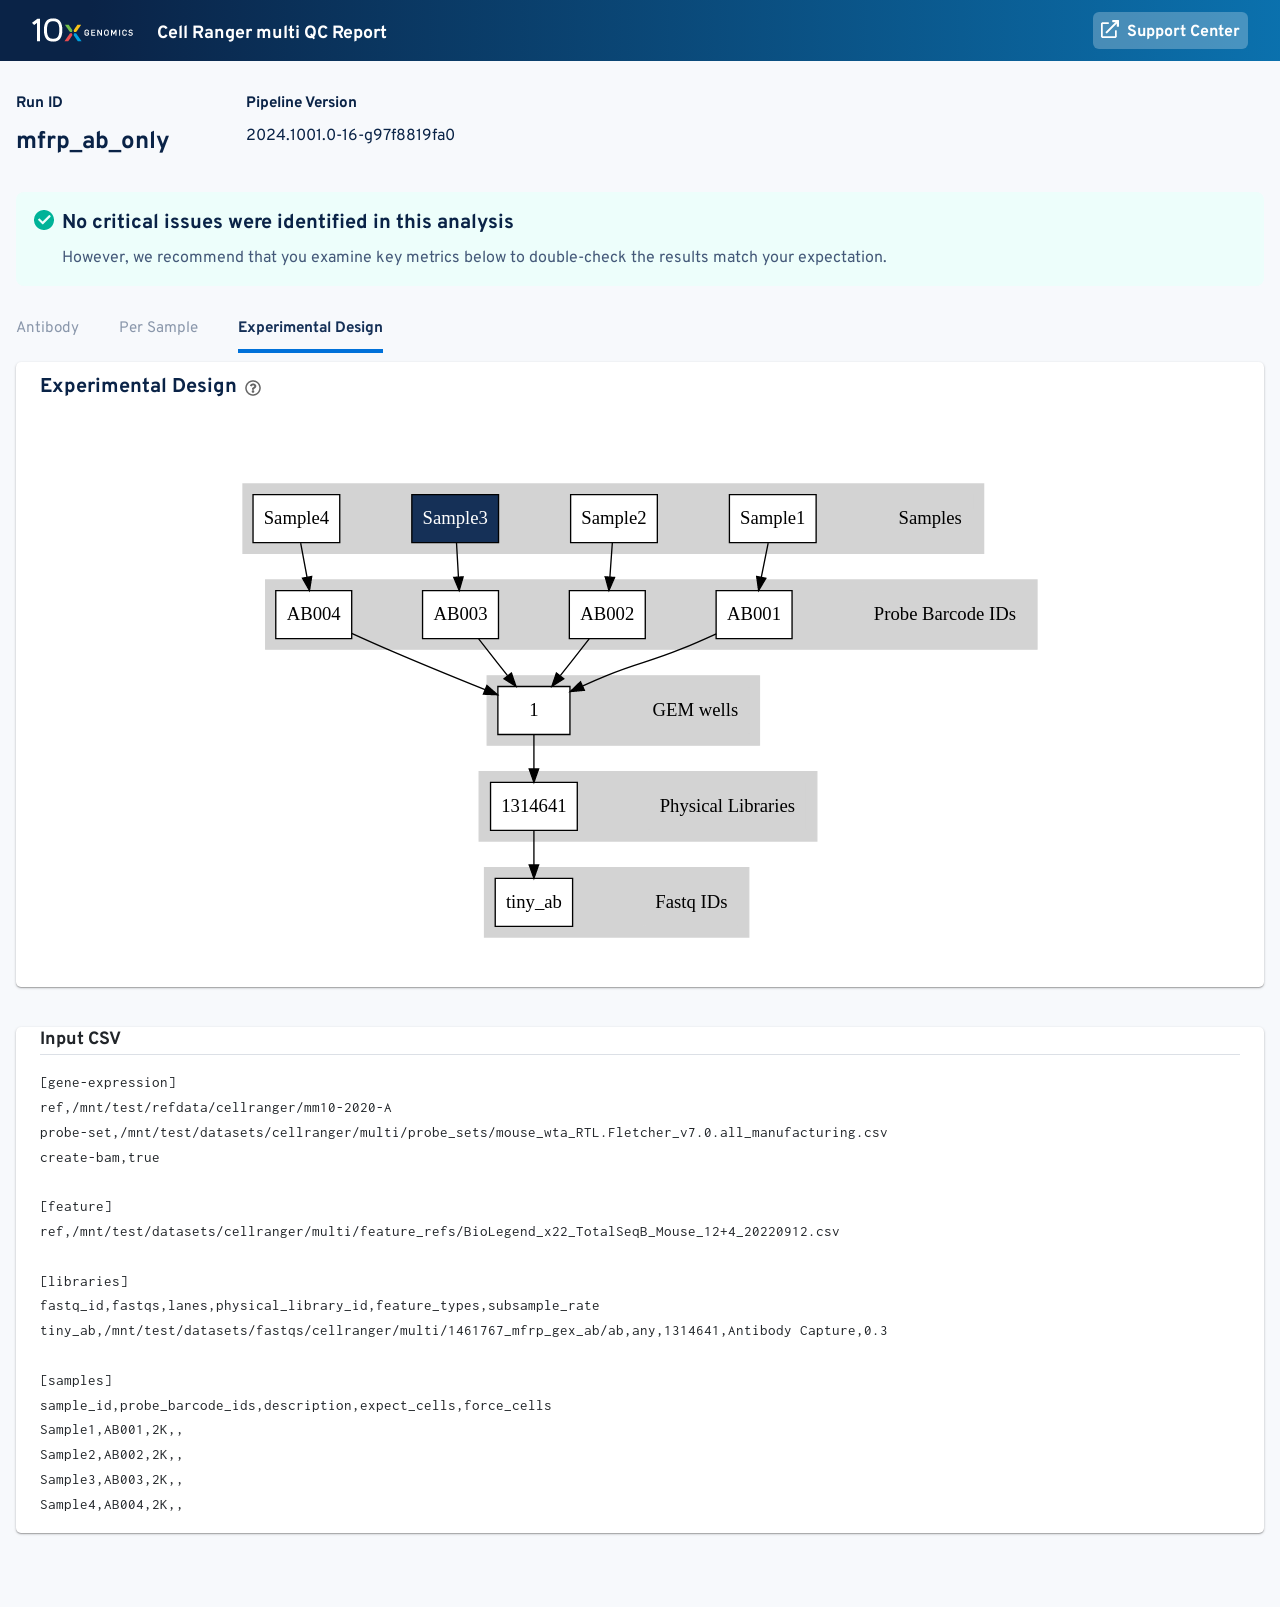 10x GENOMICS Cell Ranger multi QC Report Support Center
Run ID Pipeline Version
mfrp_ab_only 2024.1001.0-16-g97f8819fa0
No critical issues were identified in this analysis
However, we recommend that you examine key metrics below to double-check the results match your expectation.
Antibody Per Sample Experimental Design
Experimental Design ?
Sample4 Sample3 Sample2 Sample1 Samples
AB004 AB003 AB002 AB001 Probe Barcode IDs
1 GEM wells
1314641 Physical Libraries
tiny_ab Fastq IDs
Input CSV
[gene-expression]
ref,/mnt/test/refdata/cellranger/mm10-2020-A
probe-set,/mnt/test/datasets/cellranger/multi/probe_sets/mouse_wta_RTL.Fletcher_v7.0.all_manufacturing.csv
create-bam,true
[feature]
ref,/mnt/test/datasets/cellranger/multi/feature_refs/BioLegend_x22_TotalSeqB_Mouse_12+4_20220912.csv
[libraries]
fastq_id,fastqs,lanes,physical_library_id,feature_types,subsample_rate
tiny_ab,/mnt/test/datasets/fastqs/cellranger/multi/1461767_mfrp_gex_ab/ab,any,1314641,Antibody Capture,0.3
[samples]
sample_id,probe_barcode_ids,description,expect_cells,force_cells
Sample1,AB001,2K,,
Sample2,AB002,2K,,
Sample3,AB003,2K,,
Sample4,AB004,2K,,